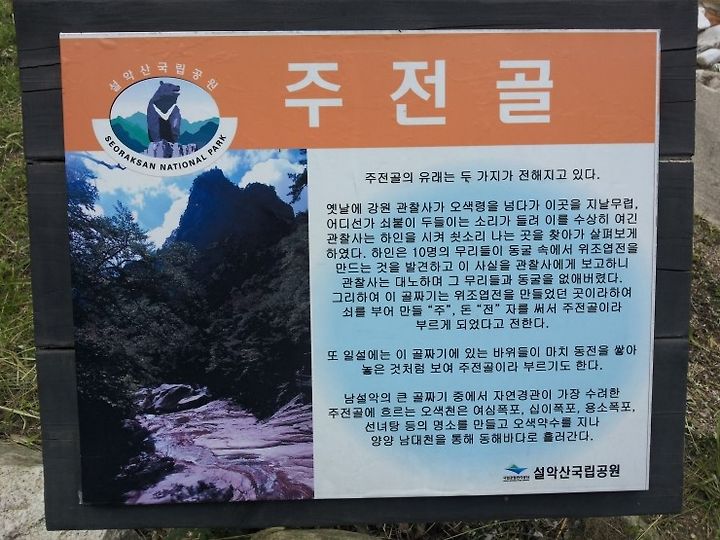 설악산국립공원
SEORAKSAN NATIONAL PARK
주전골
주전골의 유래는 두 가지가 전해지고 있다.
옛날에 강원 관찰사가 오색령을 넘다가 이곳을 지날무렵,
어디선가 쇠붙이 두들이는 소리가 들려 이를 수상히 여긴
관찰사는 하인을 시켜 쇳소리 나는 곳을 찾아가 살펴보게
하였다. 하인은 10명의 무리들이 동굴 속에서 위조엽전을
만드는 것을 발견하고 이 사실을 관찰사에게 보고하니
관찰사는 대노하며 그 무리들과 동굴을 없애버렸다.
그리하여 이 골짜기는 위조엽전을 만들었던 곳이라하여
쇠를 부어 만들 “주”, 돈 “전” 자를 써서 주전골이라
부르게 되었다고 전한다.
또 일설에는 이 골짜기에 있는 바위들이 마치 동전을 쌓아
놓은 것처럼 보여 주전골이라 부르기도 한다.
남설악의 큰 골짜기 중에서 자연경관이 가장 수려한
주전골에 흐르는 오색천은 여심폭포, 십이폭포, 용소폭포,
선녀탕 등의 명소를 만들고 오색약수를 지나
양양 남대천을 통해 동해바다로 흘러간다.
설악산국립공원